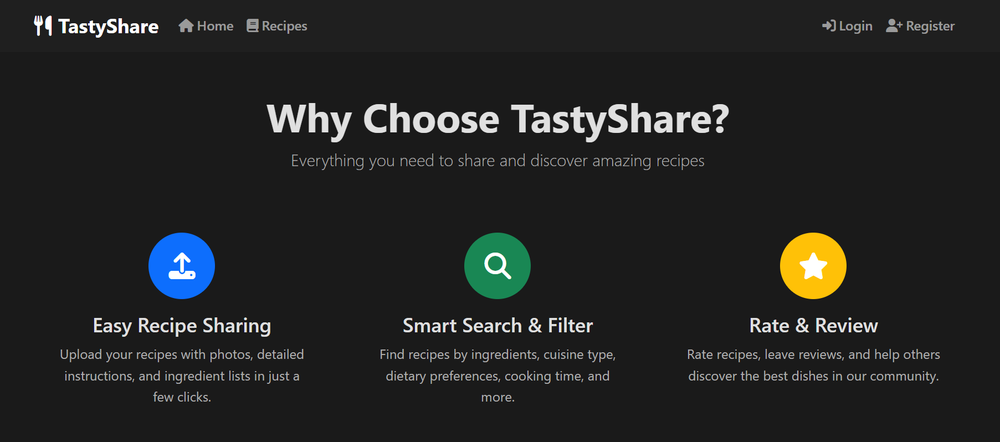 TastyShare Home Recipes Login Register
Why Choose TastyShare?
Everything you need to share and discover amazing recipes
Easy Recipe Sharing
Upload your recipes with photos, detailed
instructions, and ingredient lists in just a
few clicks.
Smart Search & Filter
Find recipes by ingredients, cuisine type,
dietary preferences, cooking time, and
more.
Rate & Review
Rate recipes, leave reviews, and help others
discover the best dishes in our community.